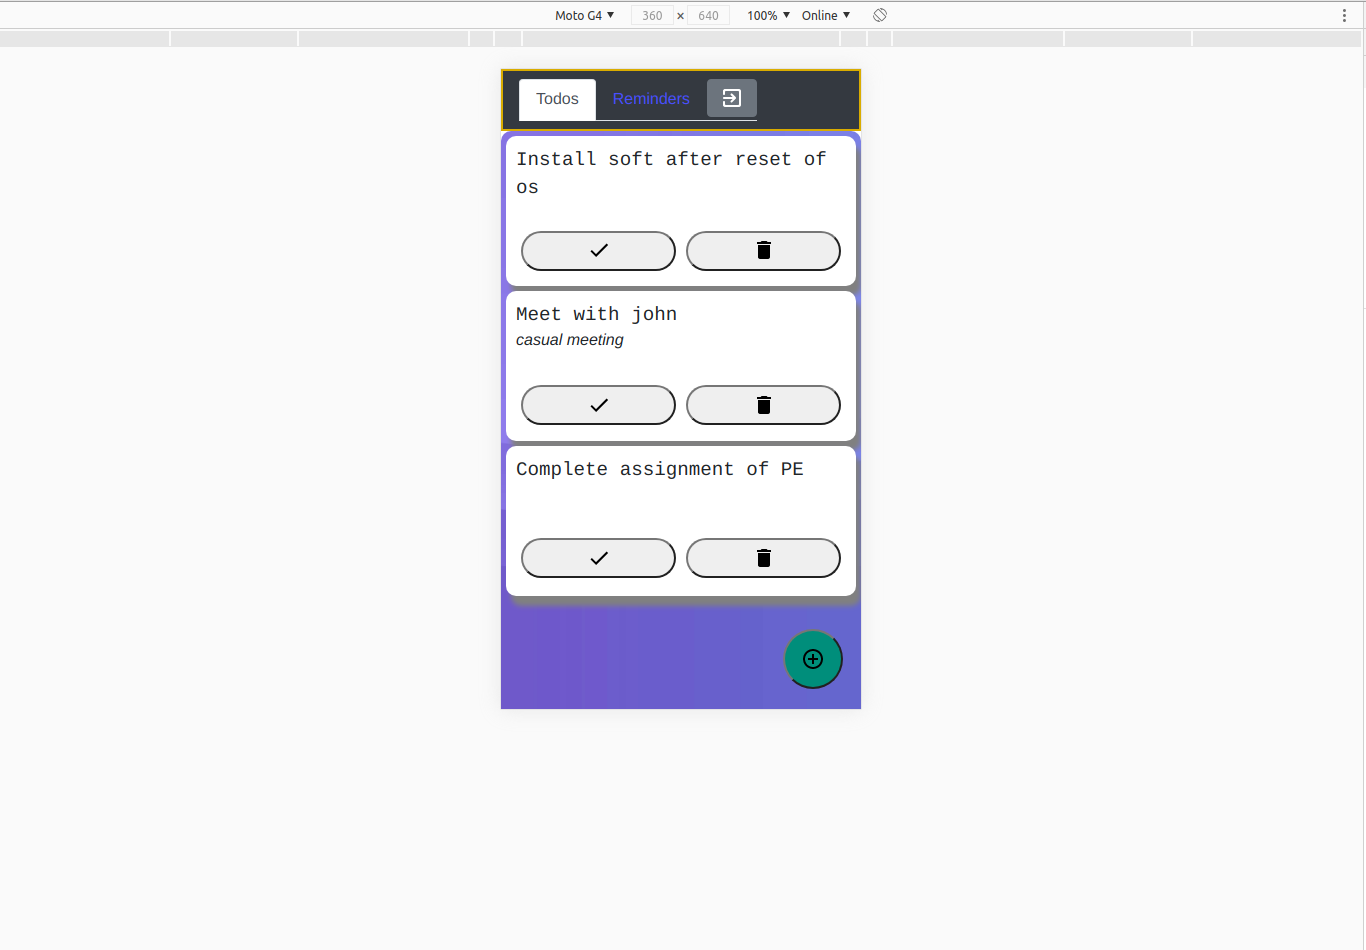 Moto G4 ▼ 360 × 640 100% ▼ Online ▼
Todos Reminders
Install soft after reset of
os
Meet with john
casual meeting
Complete assignment of PE